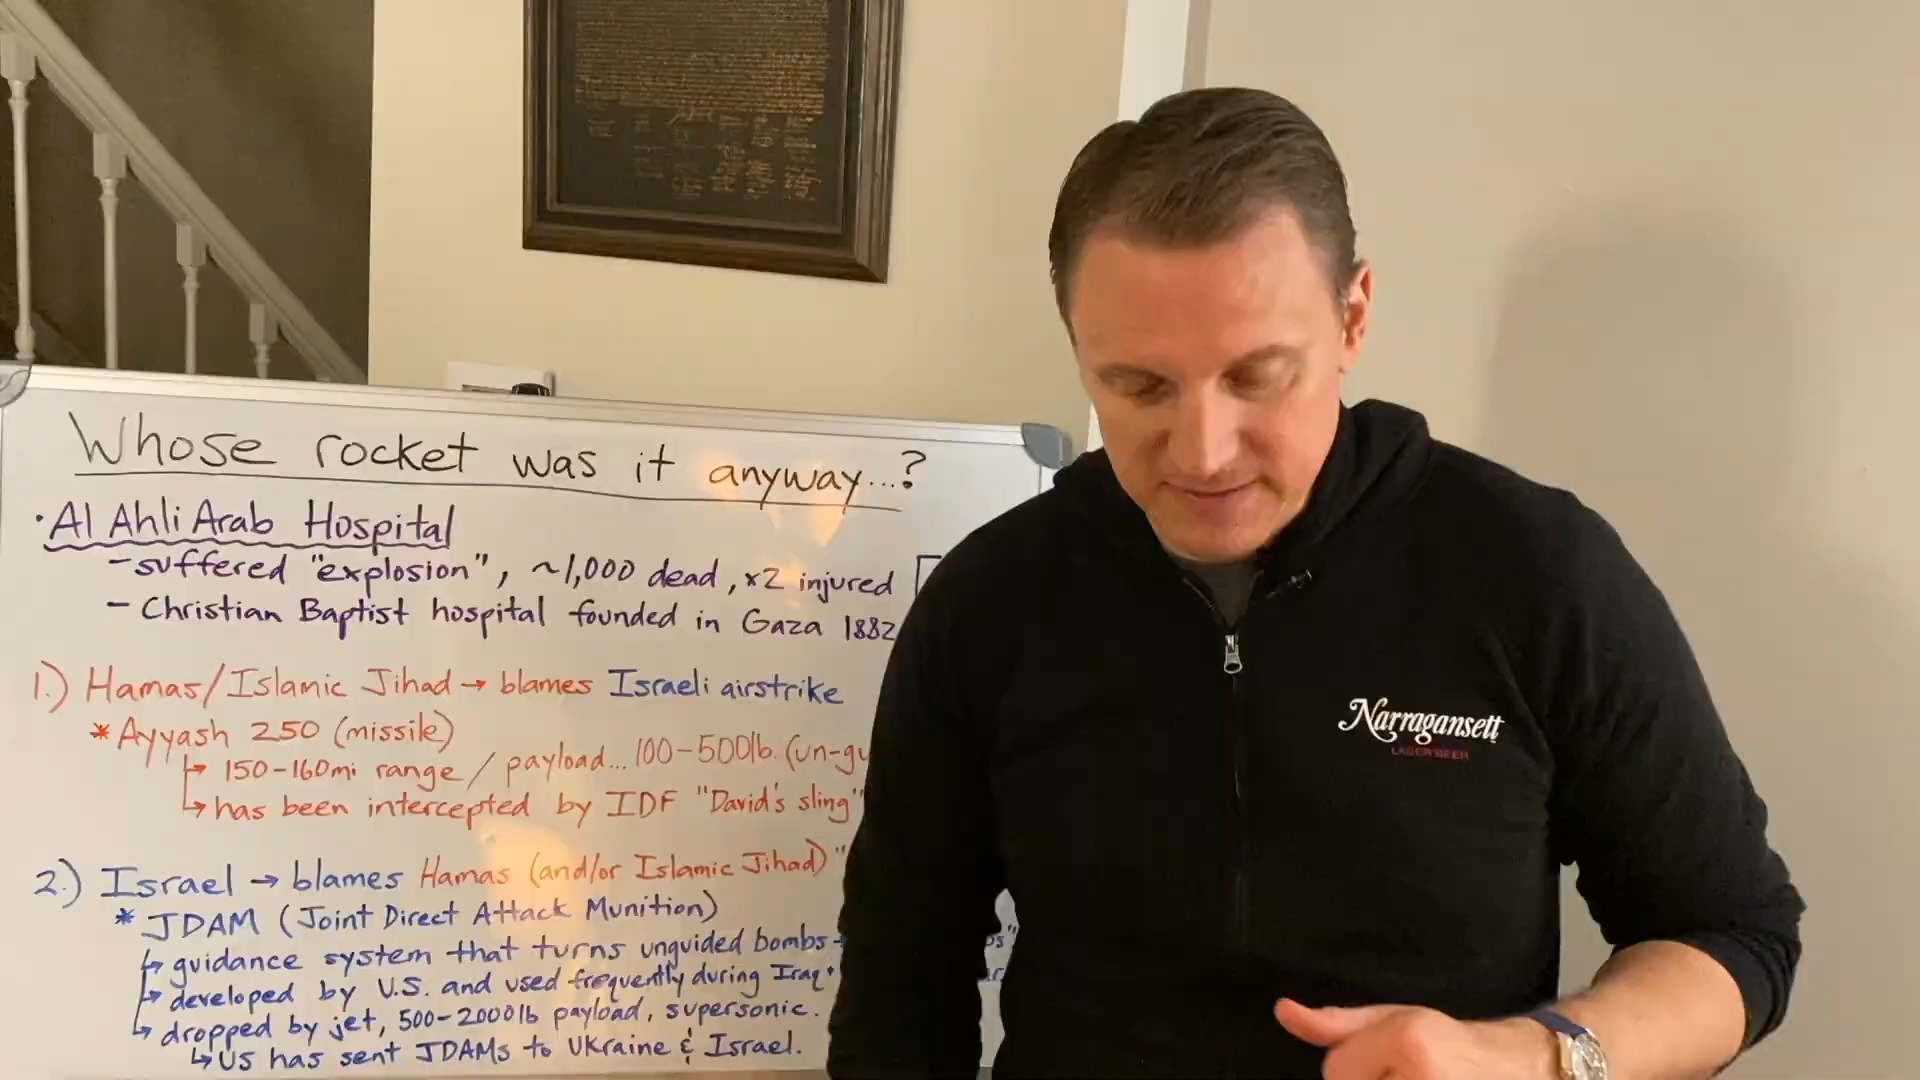 Whose rocket was it anyway...?
• Al Ahli Arab Hospital
- suffered "explosion", ~1,000 dead, x2 injured
- Christian Baptist hospital founded in Gaza 1882
1.) Hamas/Islamic Jihad → blames Israeli airstrike
* Ayyash 250 (missile)
↳ 150-160mi range / payload... 100-500lb. (un-gu
↳ has been intercepted by IDF "David's sling"
2.) Israel → blames Hamas (and/or Islamic Jihad) "
* JDAM (Joint Direct Attack Munition)
↳ guidance system that turns unguided bombs
↳ developed by U.S. and used frequently during Iraq +
↳ dropped by jet, 500-2000lb payload, supersonic.
↳ US has sent JDAMs to Ukraine & Israel.
Narragansett
LAGER BEER